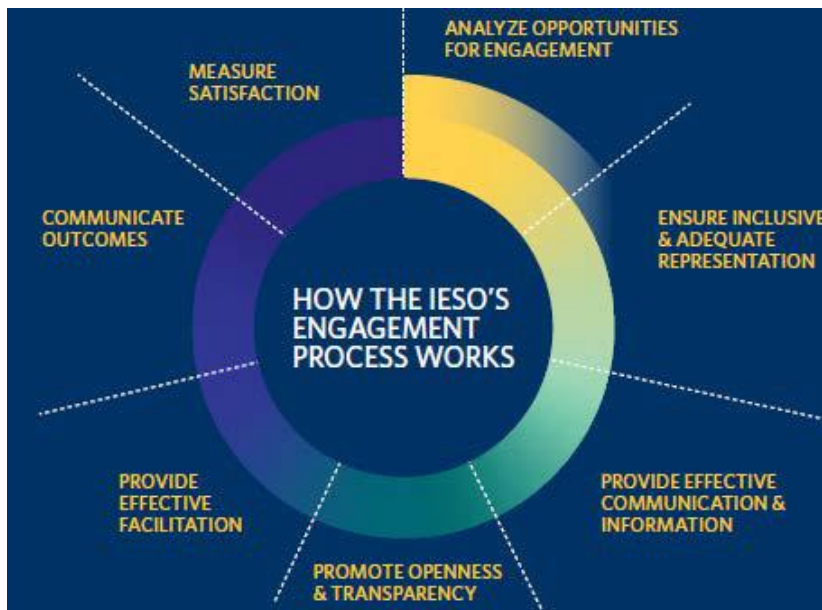 ANALYZE OPPORTUNITIES
FOR ENGAGEMENT
ENSURE INCLUSIVE
& ADEQUATE
REPRESENTATION
PROVIDE EFFECTIVE
COMMUNICATION &
INFORMATION
PROMOTE OPENNESS
& TRANSPARENCY
PROVIDE
EFFECTIVE
FACILITATION
COMMUNICATE
OUTCOMES
MEASURE
SATISFACTION
HOW THE IESO'S
ENGAGEMENT
PROCESS WORKS